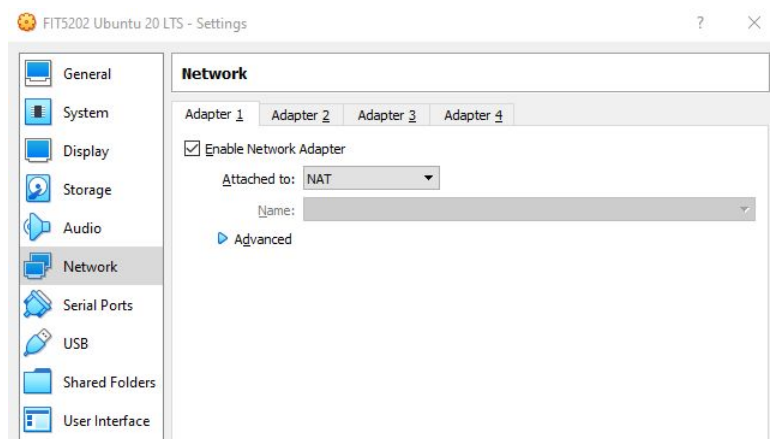 FIT5202 Ubuntu 20 LTS - Settings
?
General
System
Display
Storage
Audio
Network
Serial Ports
USB
Shared Folders
User Interface
Network
Adapter 1 Adapter 2 Adapter 3 Adapter 4
Enable Network Adapter
Attached to: NAT
Name:
Advanced